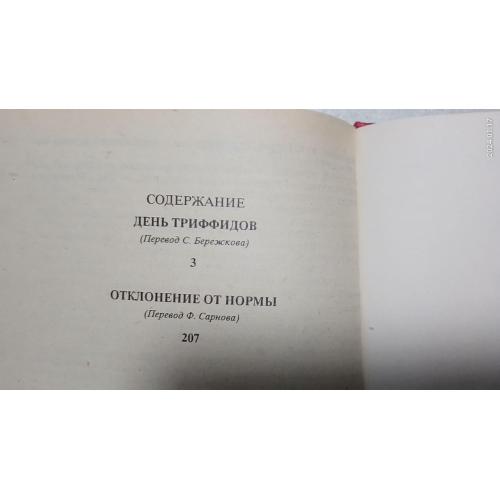 СОДЕРЖАНИЕ
ДЕНЬ ТРИФФИДОВ
(Перевод С. Бережкова)
3
ОТКЛОНЕНИЕ ОТ НОРМЫ
(Перевод Ф. Сарнова)
207